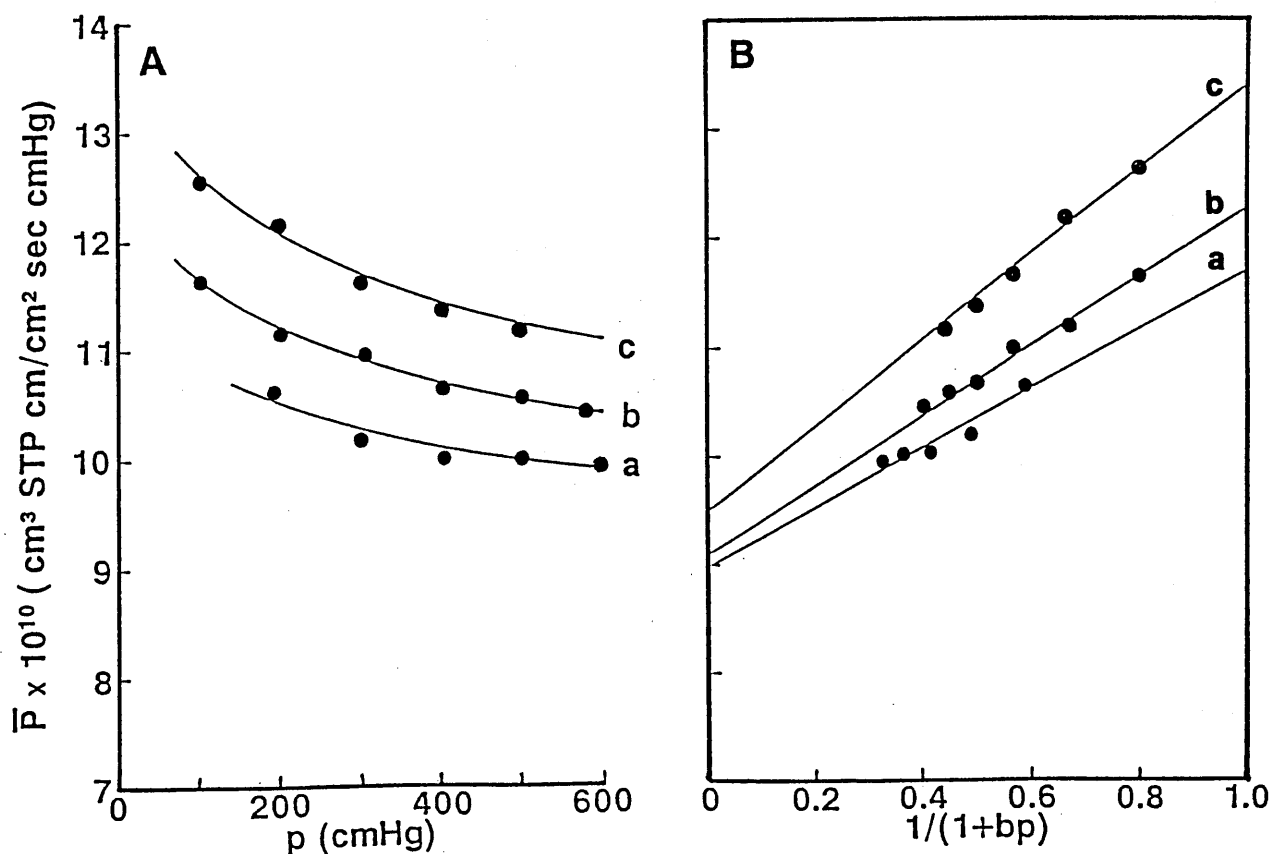 A
14
13
12
11
10
9
8
7
P̅ x 10¹⁰ ( cm³ STP cm/cm² sec cmHg)
c
b
a
0 200 400 600
p (cmHg)
B
c
b
a
0 0.2 0.4 0.6 0.8 1.0
1/(1+bp)